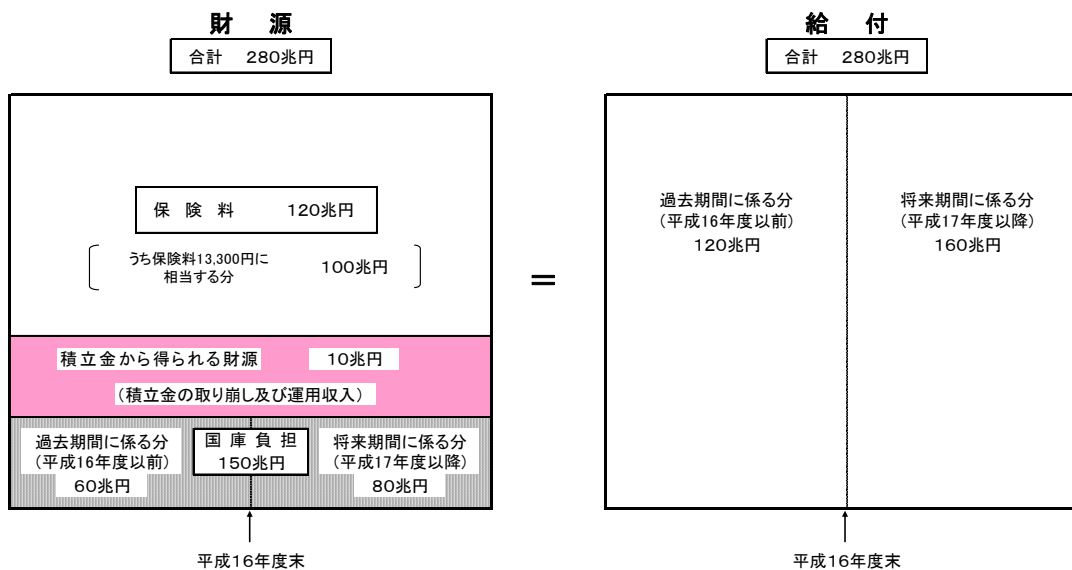 財 源
合計 280兆円
保 険 料 120兆円
うち保険料13,300円に
相当する分
100兆円
積立金から得られる財源 10兆円
(積立金の取り崩し及び運用収入)
過去期間に係る分
(平成16年度以前)
60兆円
国 庫 負 担
150兆円
将来期間に係る分
(平成17年度以降)
80兆円
平成16年度末
=
給 付
合計 280兆円
過去期間に係る分
(平成16年度以前)
120兆円
将来期間に係る分
(平成17年度以降)
160兆円
平成16年度末